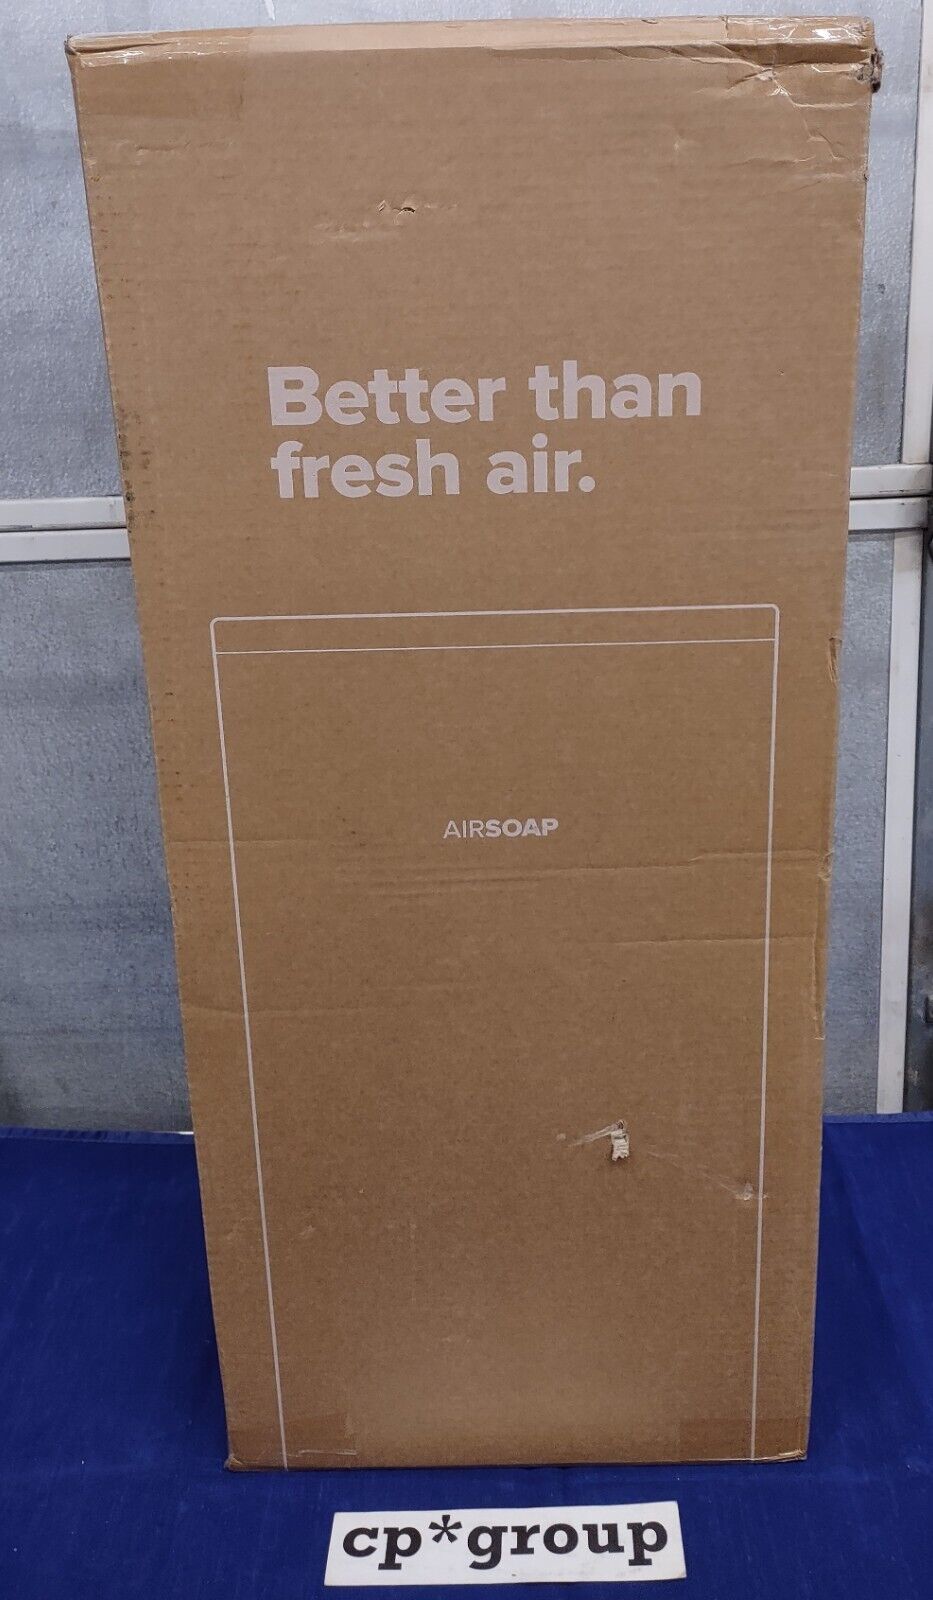 Better than
fresh air.
AIRSOAP
cp*group